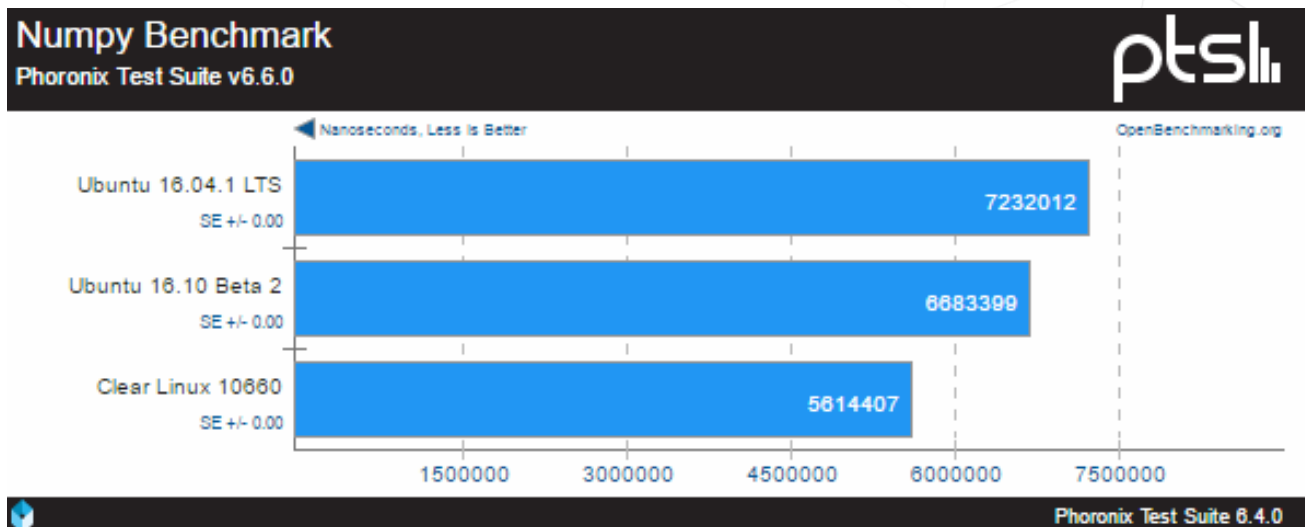 Numpy Benchmark
Phoronix Test Suite v6.6.0
ptsl
Nanoseconds, Less Is Better
OpenBenchmarking.org
Ubuntu 16.04.1 LTS
SE +/- 0.00
7232012
Ubuntu 16.10 Beta 2
SE +/- 0.00
6683399
Clear Linux 10660
SE +/- 0.00
5614407
1500000 3000000 4500000 6000000 7500000
Phoronix Test Suite 6.4.0